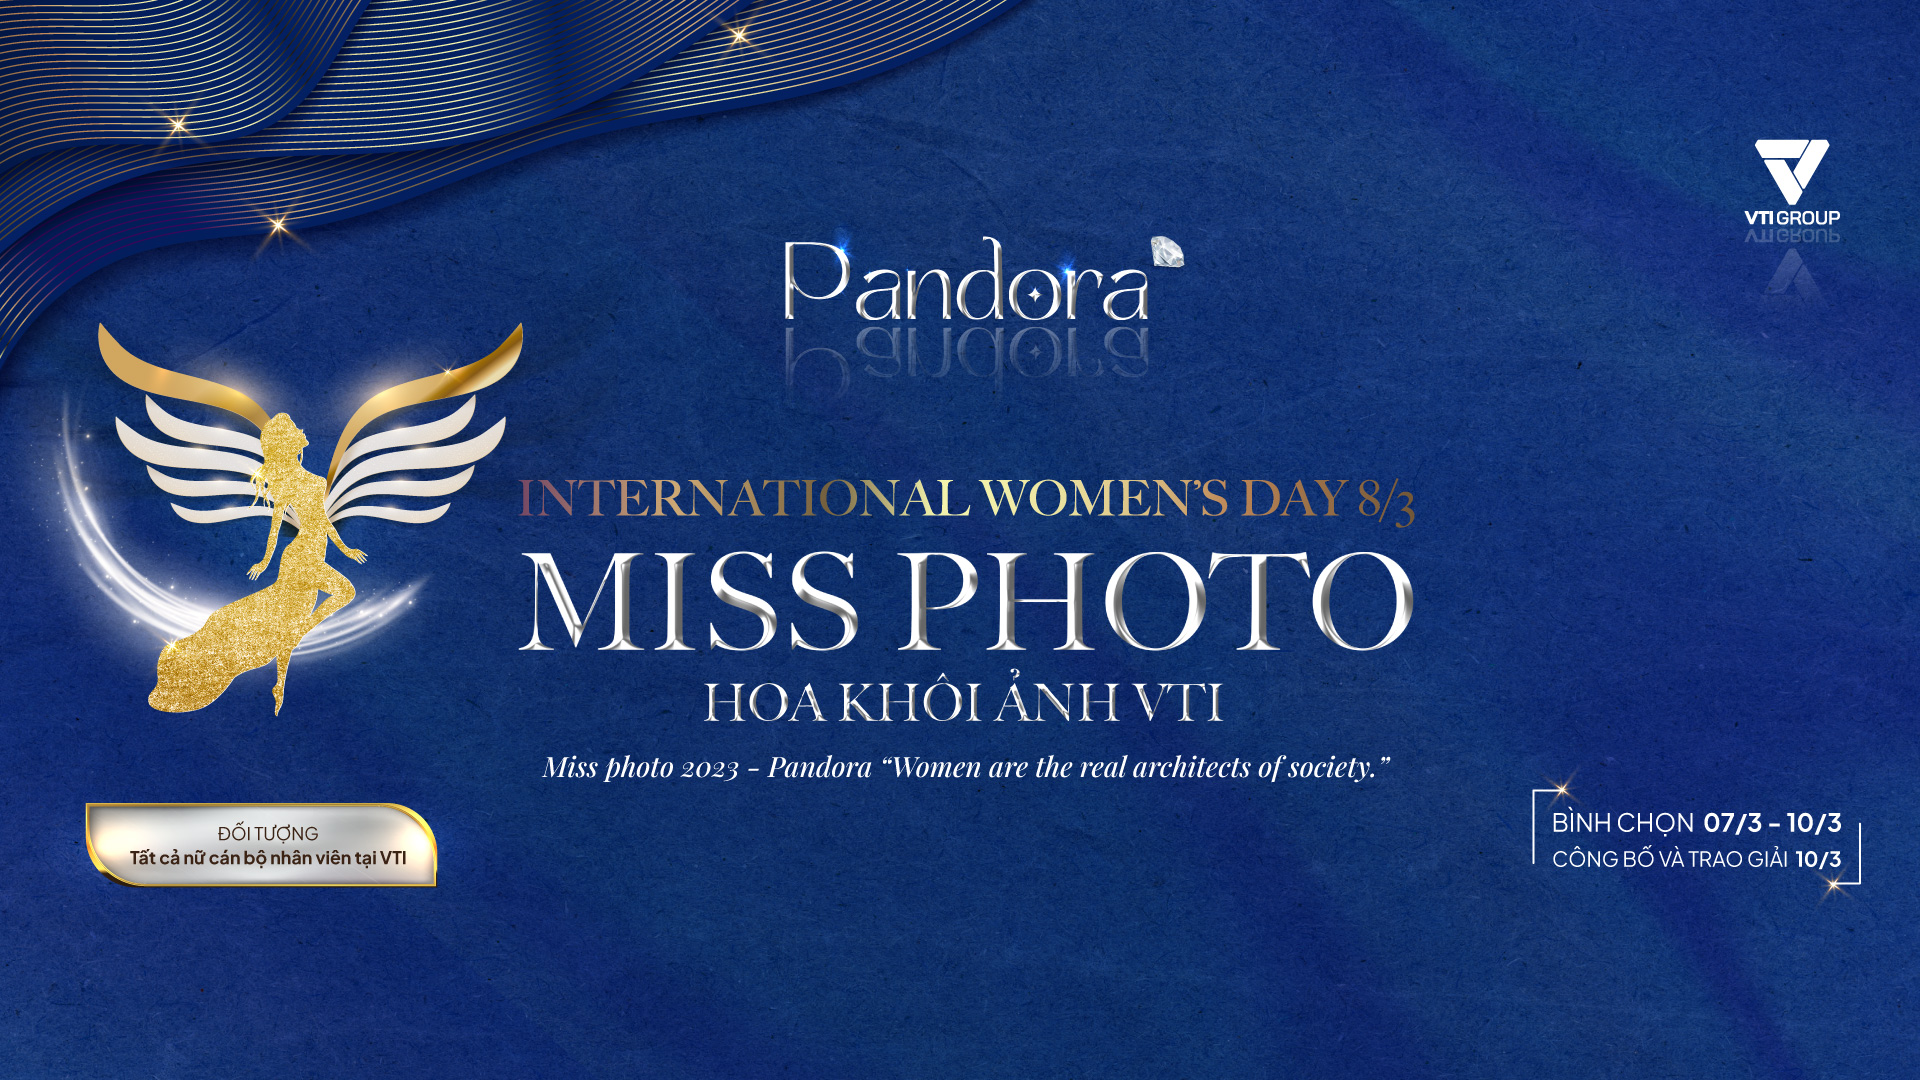 VTI GROUP
Pandora
INTERNATIONAL WOMEN'S DAY 8/3
MISS PHOTO
HOA KHÔI ẢNH VTI
Miss photo 2023 - Pandora “Women are the real architects of society.”
ĐỐI TƯỢNG
Tất cả nữ cán bộ nhân viên tại VTI
BÌNH CHỌN 07/3 - 10/3
CÔNG BỐ VÀ TRAO GIẢI 10/3